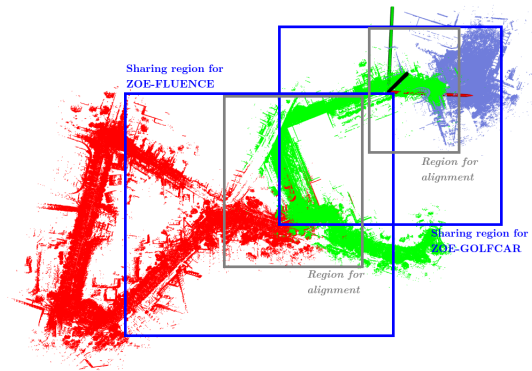 Sharing region for
ZOE-FLUENCE
Region for
alignment
Sharing region for
ZOE-GOLFCAR
Region for
alignment